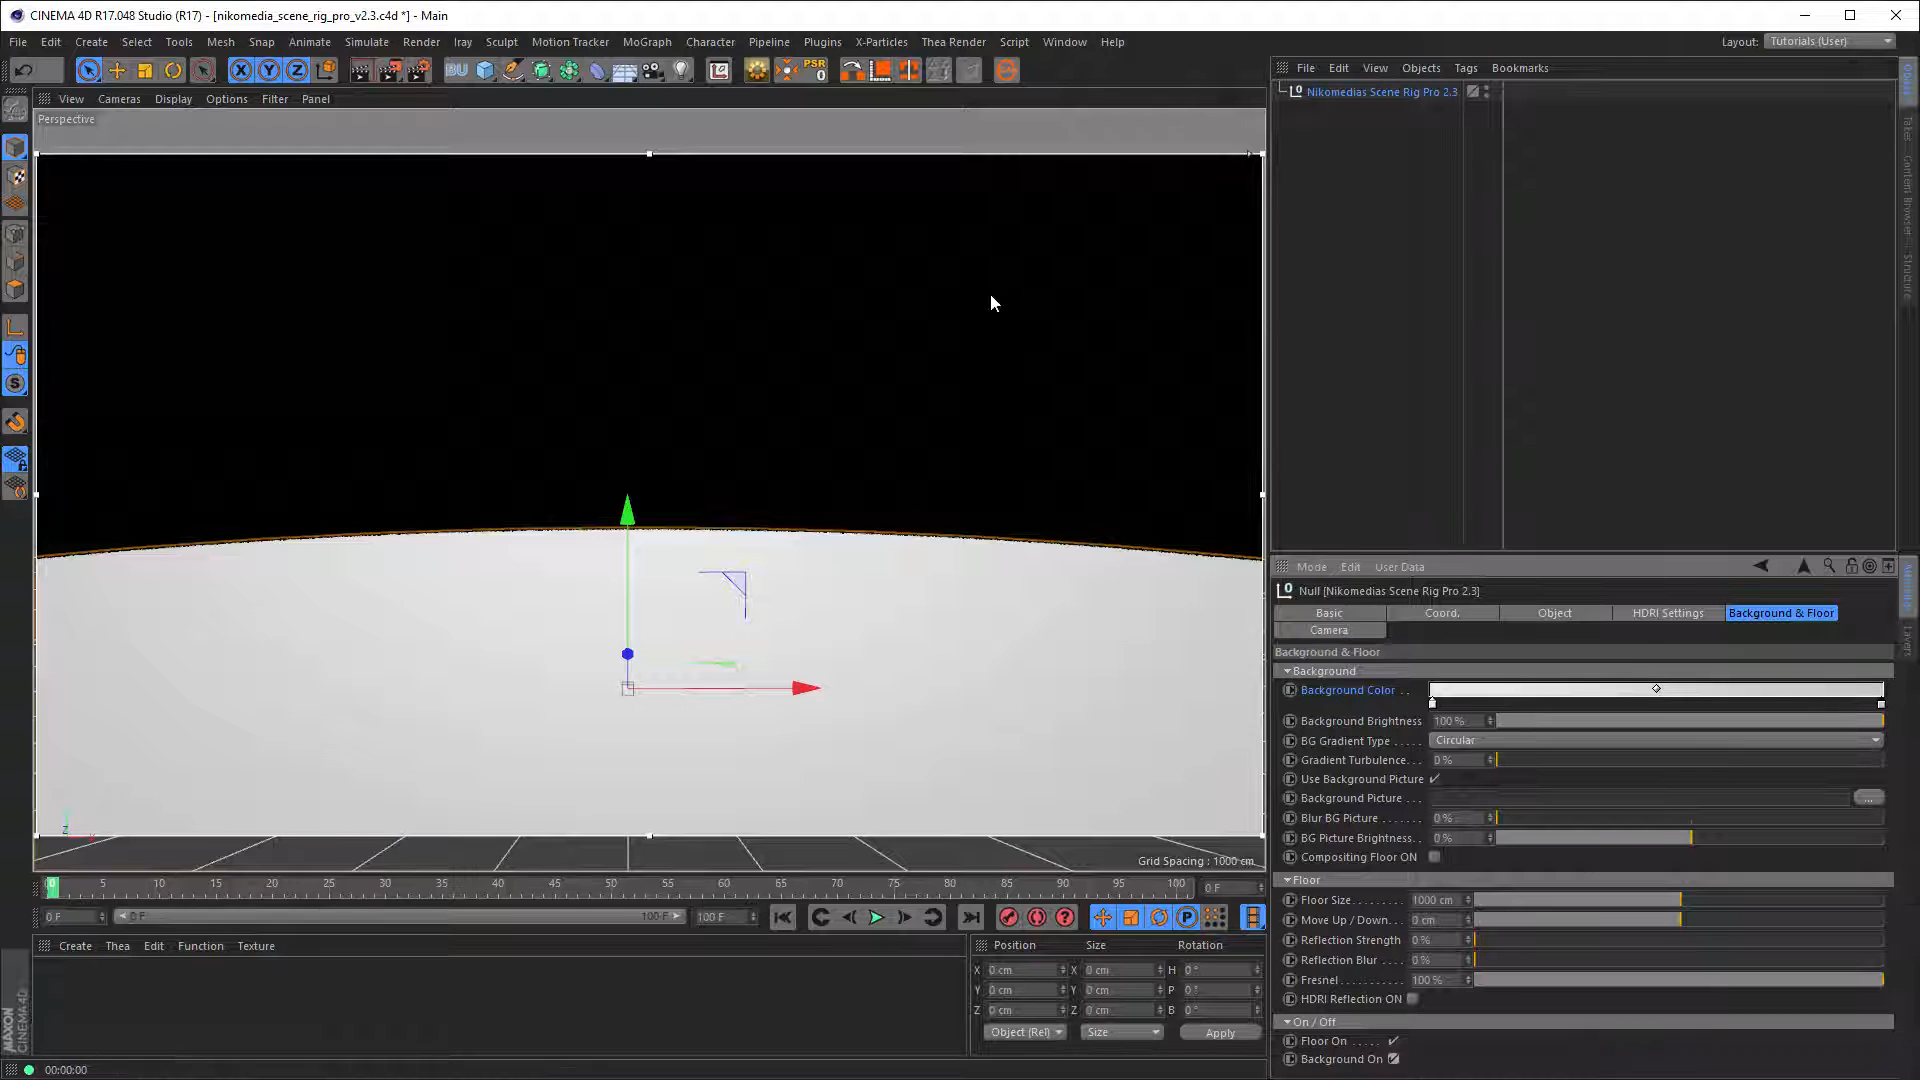 CINEMA 4D R17.048 Studio (R17) - [nikomedia_scene_rig_pro_v2.3.c4d *] - Main
File Edit Create Select Tools Mesh Snap Animate Simulate Render Iray Sculpt Motion Tracker MoGraph Character Pipeline Plugins X-Particles Thea Render Script Window Help Layout: Tutorials (User)
PSR
0
View Cameras Display Options Filter Panel
Perspective
File Edit View Objects Tags Bookmarks
Nikomedias Scene Rig Pro 2.3
Takes
Content Browser
Structure
Mode Edit User Data
Null [Nikomedias Scene Rig Pro 2.3]
Basic Coord. Object HDRI Settings Background & Floor
Camera
Layers
Background & Floor
Background
Background Color . .
Background Brightness 100 %
BG Gradient Type . . . . . Circular
Gradient Turbulence. . . 0 %
Use Background Picture
Background Picture . . . ...
Blur BG Picture . . . . . . . 0 %
BG Picture Brightness. . 0 %
Compositing Floor ON
Floor
Floor Size. . . . . . . . . 1000 cm
Move Up / Down. . . 0 cm
Reflection Strength 0 %
Reflection Blur . . . . 0 %
Fresnel. . . . . . . . . . . 100 %
HDRI Reflection ON
On / Off
Floor On . . . . .
Background On
Z
Grid Spacing : 1000 cm
0 5 10 15 20 25 30 35 40 45 50 55 60 65 70 75 80 85 90 95 100 0 F
0 F 0 F 100 F 100 F
Create Thea Edit Function Texture
Position Size Rotation
X 0 cm X 0 cm H 0 °
Y 0 cm Y 0 cm P 0 °
Z 0 cm Z 0 cm B 0 °
Object (Rel) Size Apply
MAXON
CINEMA 4D
00:00:00